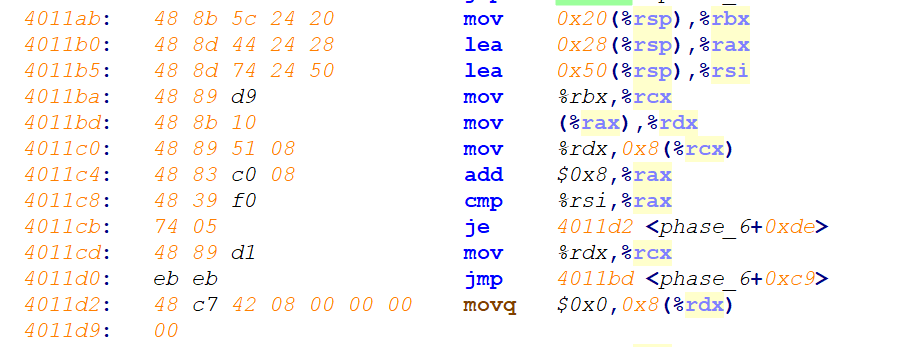 4011ab: 48 8b 5c 24 20 mov 0x20(%rsp),%rbx
4011b0: 48 8d 44 24 28 lea 0x28(%rsp),%rax
4011b5: 48 8d 74 24 50 lea 0x50(%rsp),%rsi
4011ba: 48 89 d9 mov %rbx,%rcx
4011bd: 48 8b 10 mov (%rax),%rdx
4011c0: 48 89 51 08 mov %rdx,0x8(%rcx)
4011c4: 48 83 c0 08 add $0x8,%rax
4011c8: 48 39 f0 cmp %rsi,%rax
4011cb: 74 05 je 4011d2 <phase_6+0xde>
4011cd: 48 89 d1 mov %rdx,%rcx
4011d0: eb eb jmp 4011bd <phase_6+0xc9>
4011d2: 48 c7 42 08 00 00 00 movq $0x0,0x8(%rdx)
4011d9: 00